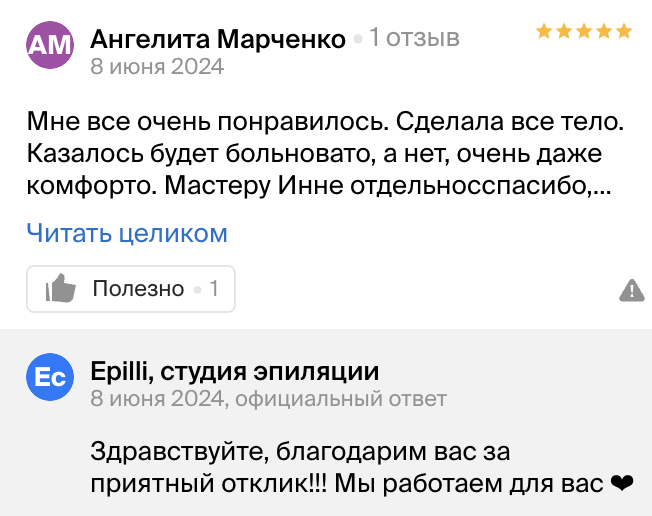 АМ
Ангелита Марченко • 1 отзыв
8 июня 2024
Мне все очень понравилось. Сделала все тело.
Казалось будет больновато, а нет, очень даже
комфорто. Мастеру Инне отдельносспасибо,...
Читать целиком
Полезно • 1
Ec
Epilli, студия эпиляции
8 июня 2024, официальный ответ
Здравствуйте, благодарим вас за
приятный отклик!!! Мы работаем для вас ❤